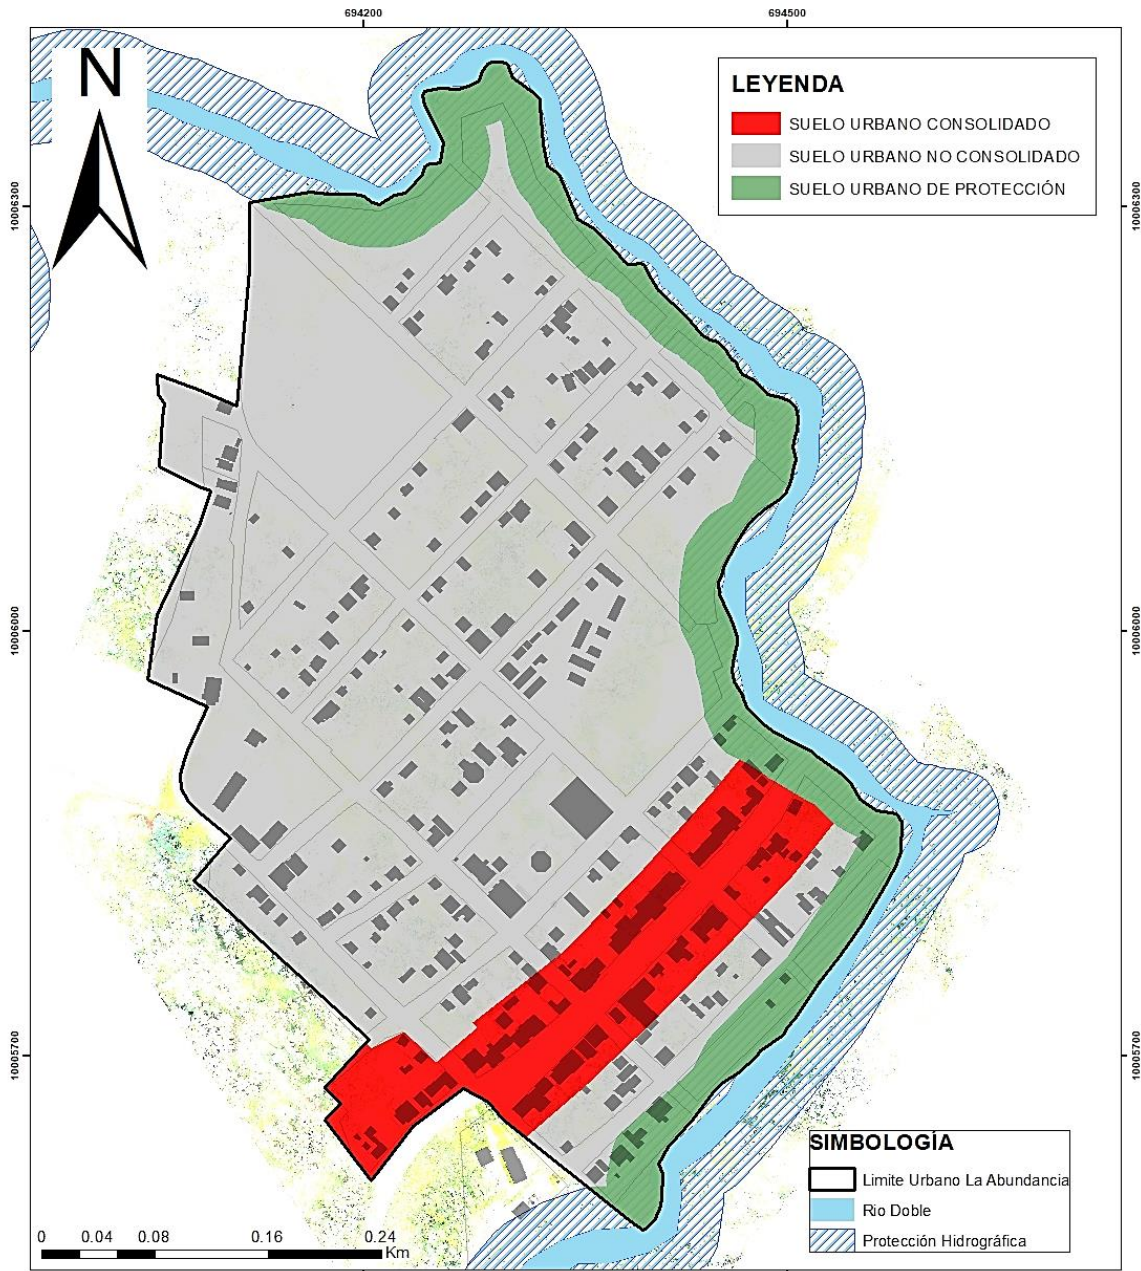 694200
694500
N
LEYENDA
SUELO URBANO CONSOLIDADO
SUELO URBANO NO CONSOLIDADO
SUELO URBANO DE PROTECCIÓN
10006300
10006300
10006000
10006000
10005700
10005700
SIMBOLOGÍA
Limite Urbano La Abundancia
Rio Doble
Protección Hidrográfica
0 0.04 0.08 0.16 0.24
Km